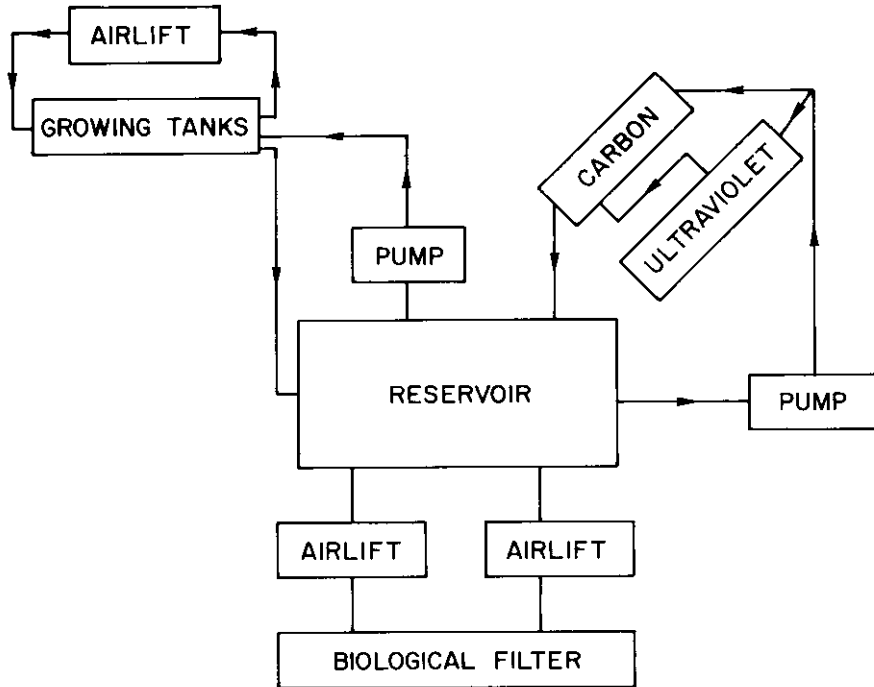 AIRLIFT
GROWING TANKS
CARBON
ULTRAVIOLET
PUMP
RESERVOIR
PUMP
AIRLIFT
AIRLIFT
BIOLOGICAL FILTER